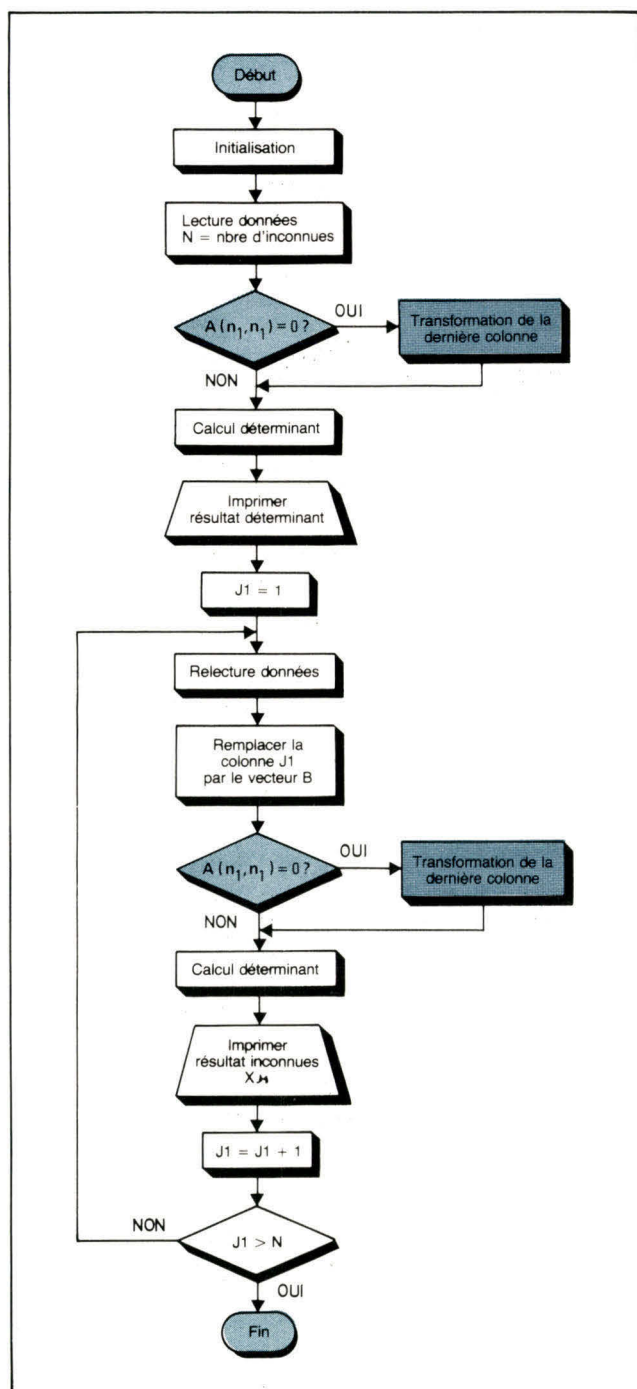 Début
Initialisation
Lecture données
N = nbre d'inconnues
A(n₁,n₁)=0?
OUI
Transformation de la
dernière colonne
NON
Calcul déterminant
Imprimer
résultat déterminant
J1 = 1
Relecture données
Remplacer la
colonne J1
par le vecteur B
A(n₁,n₁)=0?
OUI
Transformation de la
dernière colonne
NON
Calcul déterminant
Imprimer
résultat inconnues
X
J1 = J1 + 1
NON
J1 > N
OUI
Fin